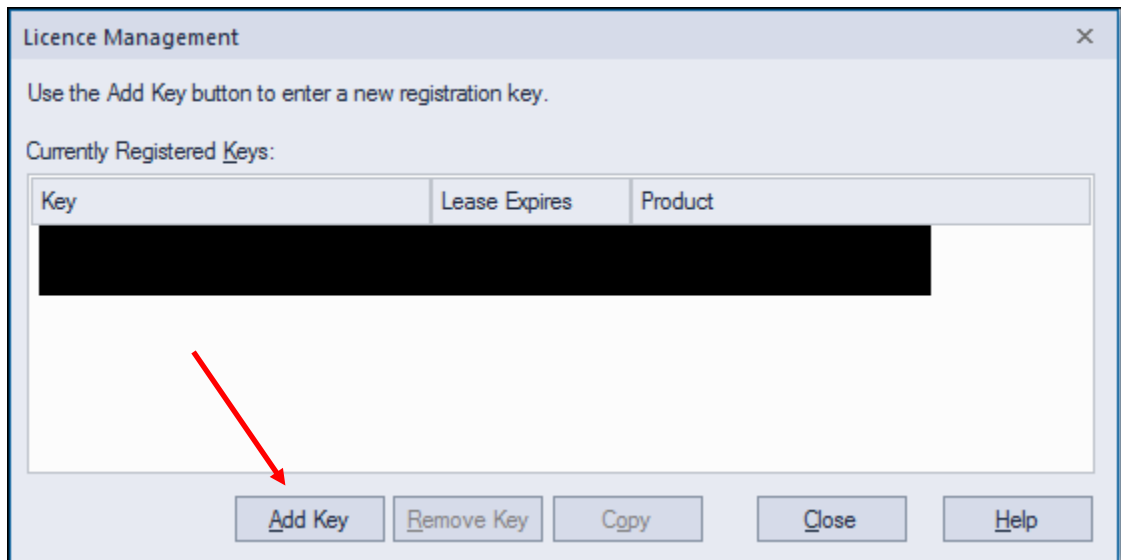 Licence Management
Use the Add Key button to enter a new registration key.
Currently Registered Keys:
Key Lease Expires Product
Add Key Remove Key Copy Close Help